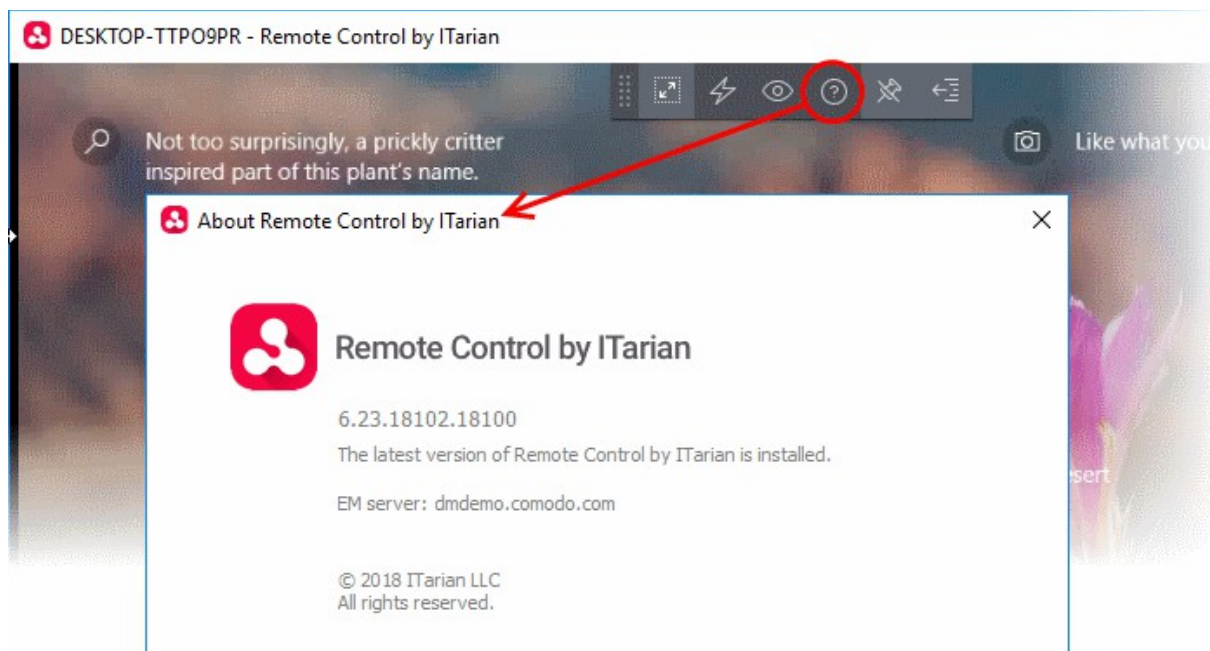 DESKTOP-TTPO9PR - Remote Control by ITarian
Not too surprisingly, a prickly critter
inspired part of this plant's name.
Like what you
About Remote Control by ITarian
Remote Control by ITarian
6.23.18102.18100
The latest version of Remote Control by ITarian is installed.
EM server: dmdemo.comodo.com
esert
© 2018 ITarian LLC
All rights reserved.